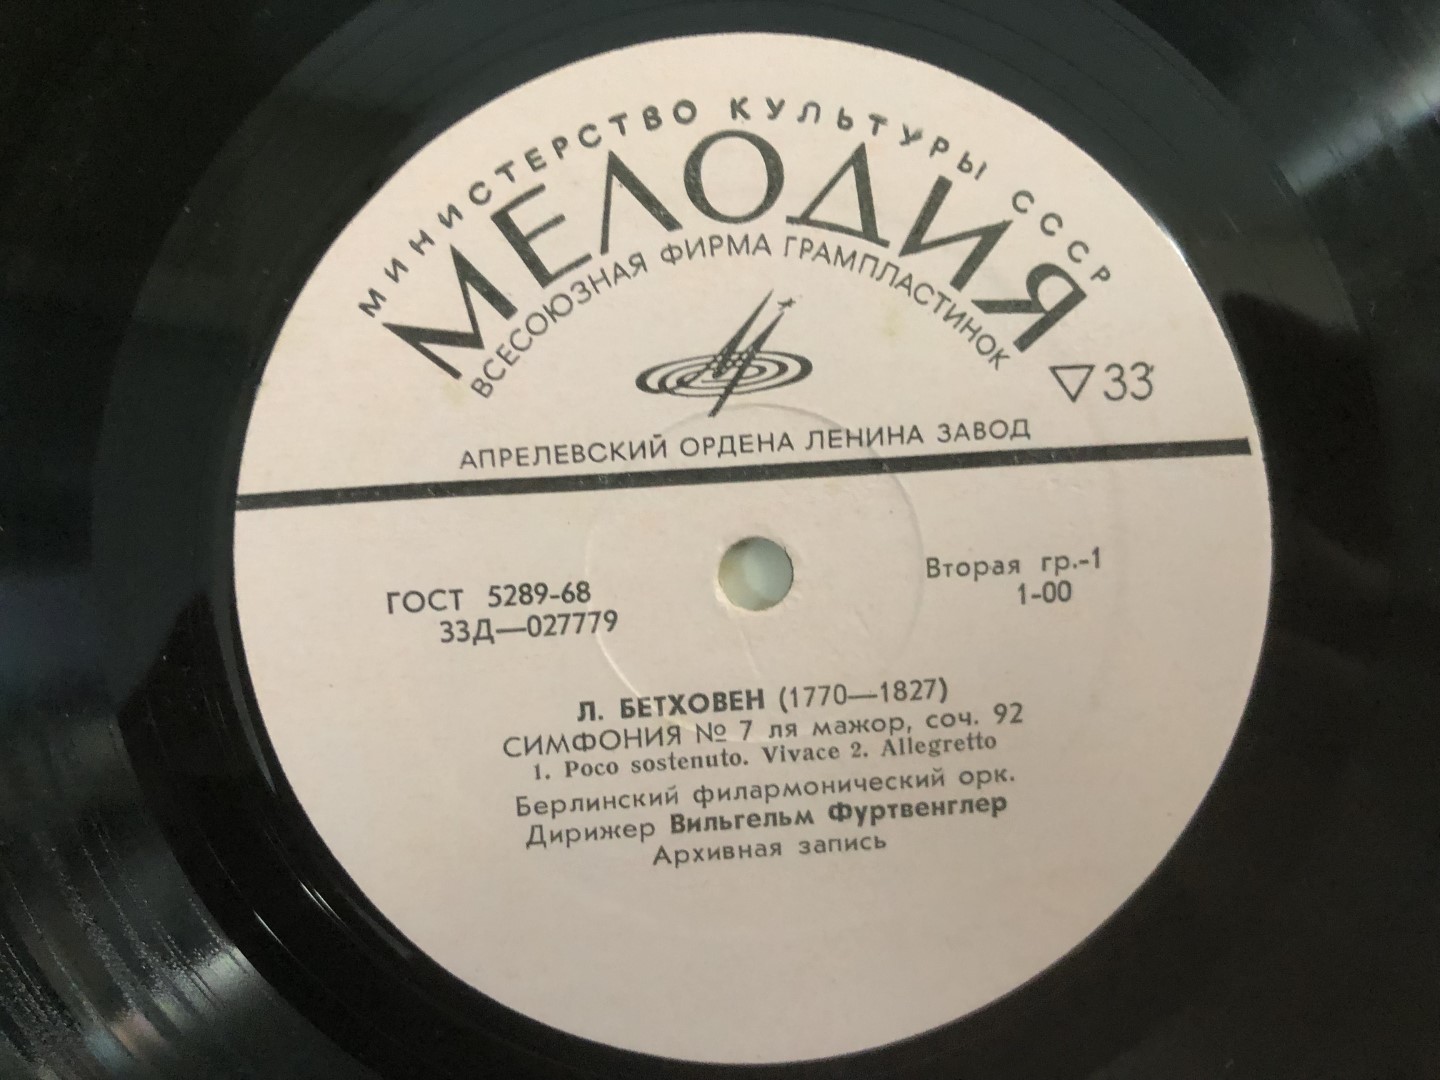 МИНИСТЕРСТВО КУЛЬТУРЫ СССР
МЕЛОДИЯ
ВСЕСОЮЗНАЯ ФИРМА ГРАМПЛАСТИНОК
▽33
АПРЕЛЕВСКИЙ ОРДЕНА ЛЕНИНА ЗАВОД
ГОСТ 5289-68
33Д—027779
Вторая гр.-1
1-00
Л. БЕТХОВЕН (1770—1827)
СИМФОНИЯ № 7 ля мажор, соч. 92
1. Poco sostenuto. Vivace 2. Allegretto
Берлинский филармонический орк.
Дирижер Вильгельм Фуртвенглер
Архивная запись